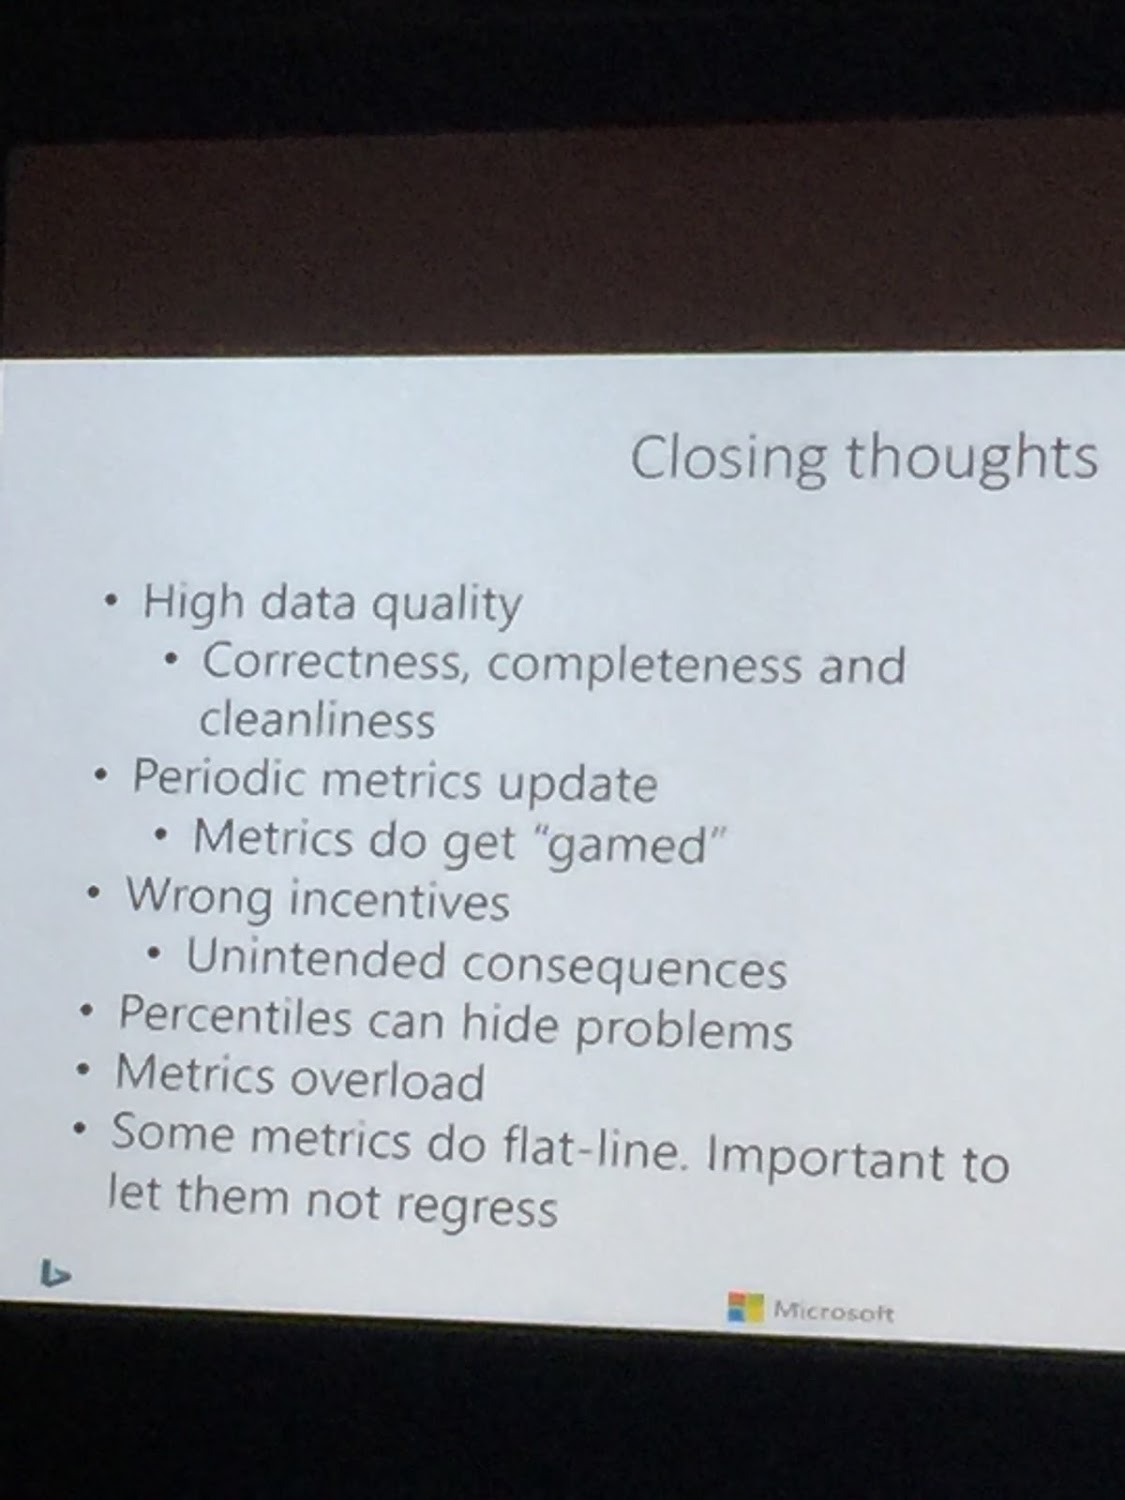 Closing thoughts
• High data quality
• Correctness, completeness and
cleanliness
• Periodic metrics update
• Metrics do get “gamed”
• Wrong incentives
• Unintended consequences
• Percentiles can hide problems
• Metrics overload
• Some metrics do flat-line. Important to
let them not regress
Microsoft